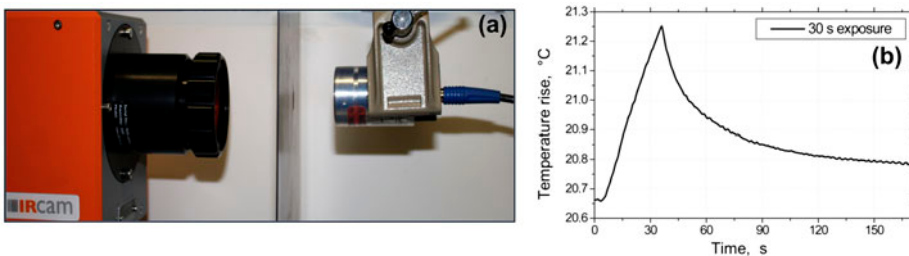 (a)
IRcam
(b)
30 s exposure
Temperature rise, °C
21.3
21.2
21.1
21.0
20.9
20.8
20.7
20.6
0 30 60 90 120 150
Time, s